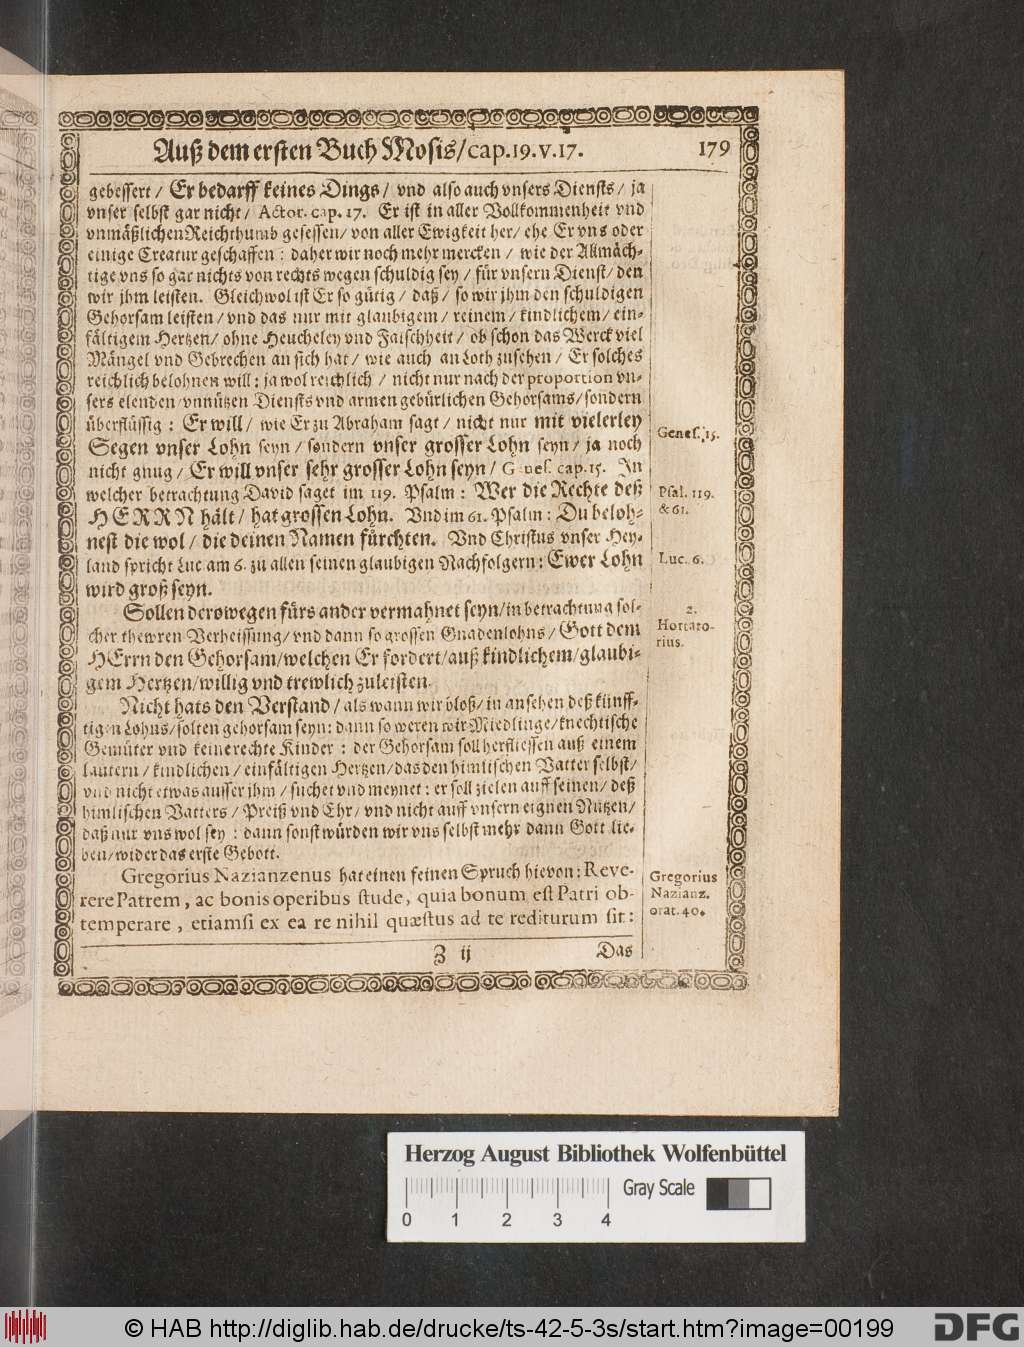 Auß dem ersten Buch Mosis/ cap. 19. v. 17. 179
gebessert / Er bedarff keines Dings / vnd also auch vnsers Diensts / ja
vnser selbst gar nicht / Actor. cap. 17. Er ist in aller Vollkommenheit vnd
vnmäßlichen Reichthumb gesessen / von aller Ewigkeit her / ehe Er vns oder
einige Creatur geschaffen : daher wir noch mehr mercken / wie der Allmäch-
tige vns so gar nichts von rechts wegen schuldig sey / für vnsern Dienst / den
wir jhm leisten. Gleichwol ist Er so gütig / daß / so wir jhm den schuldigen
Gehorsam leisten / vnd das nur mit glaubigem / reinem / kindlichem / ein-
fältigem Hertzen / ohne Heucheley vnd Falschheit / ob schon das Werck viel
Mängel vnd Gebrechen an sich hat / wie auch an Loth zusehen / Er solches
reichlich belohnen will : ja wol reichlich / nicht nur nach der proportion vn-
sers elenden / vnnützen Diensts vnd armen gebürlichen Gehorsams / sondern
überflüssig : Er will / wie Er zu Abraham sagt / nicht nur mit vielerley
Segen vnser Lohn seyn / sondern vnser grosser Lohn seyn / ja noch
nicht gnug / Er will vnser sehr grosser Lohn seyn / Genes. cap. 15. In
welcher betrachtung David saget im 119. Psalm : Wer die Rechte deß
HERRN hält / hat grossen Lohn. Vnd im 61. Psalm : Du beloh-
nest die wol / die deinen Namen fürchten. Vnd Christus vnser Hey-
land spricht Luc. am 6. zu allen seinen glaubigen Nachfolgern : Ewer Lohn
wird groß seyn.
Sollen derowegen fürs ander vermahnet seyn / in betrachtung sol-
cher thewren Verheissung / vnd dann so grossen Gnadenlohns / Gott dem
HErrn den Gehorsam / welchen Er fordert / auß kindlichem / glaubi-
gem Hertzen / willig vnd trewlich zuleisten.
Nicht hats den Verstand / als wann wir bloß / in ansehen deß künff-
tigen Lohns / solten gehorsam seyn : dann so weren wir Miedlinge / knechtische
Gemüter vnd keine rechte Kinder : der Gehorsam soll herfliessen auß einem
lautern / kindlichen / einfältigen Hertzen / das den himlischen Vatter selbst /
vnd nicht etwas ausser jhm / suchet vnd meynet : er soll zielen auff seinen / deß
himlischen Vatters / Preiß vnd Ehr / vnd nicht auff vnsern eignen Nutzen /
daß nur vns wol sey : dann sonst würden wir vns selbst mehr dann Gott lie-
ben / wider das erste Gebott.
Gregorius Nazianzenus hat einen feinen Spruch hievon : Reve-
rere Patrem, ac bonis operibus stude, quia bonum est Patri ob-
temperare, etiamsi ex ea re nihil quæstus ad te rediturum sit :
Z ij Das
Genes. 15.
Psal. 119.
& 61.
Luc. 6.
2.
Hortato-
rius.
Gregorius
Nazianz.
orat. 40.
Herzog August Bibliothek Wolfenbüttel
0 1 2 3 4 Gray Scale
© HAB http://diglib.hab.de/drucke/ts-42-5-3s/start.htm?image=00199
DFG